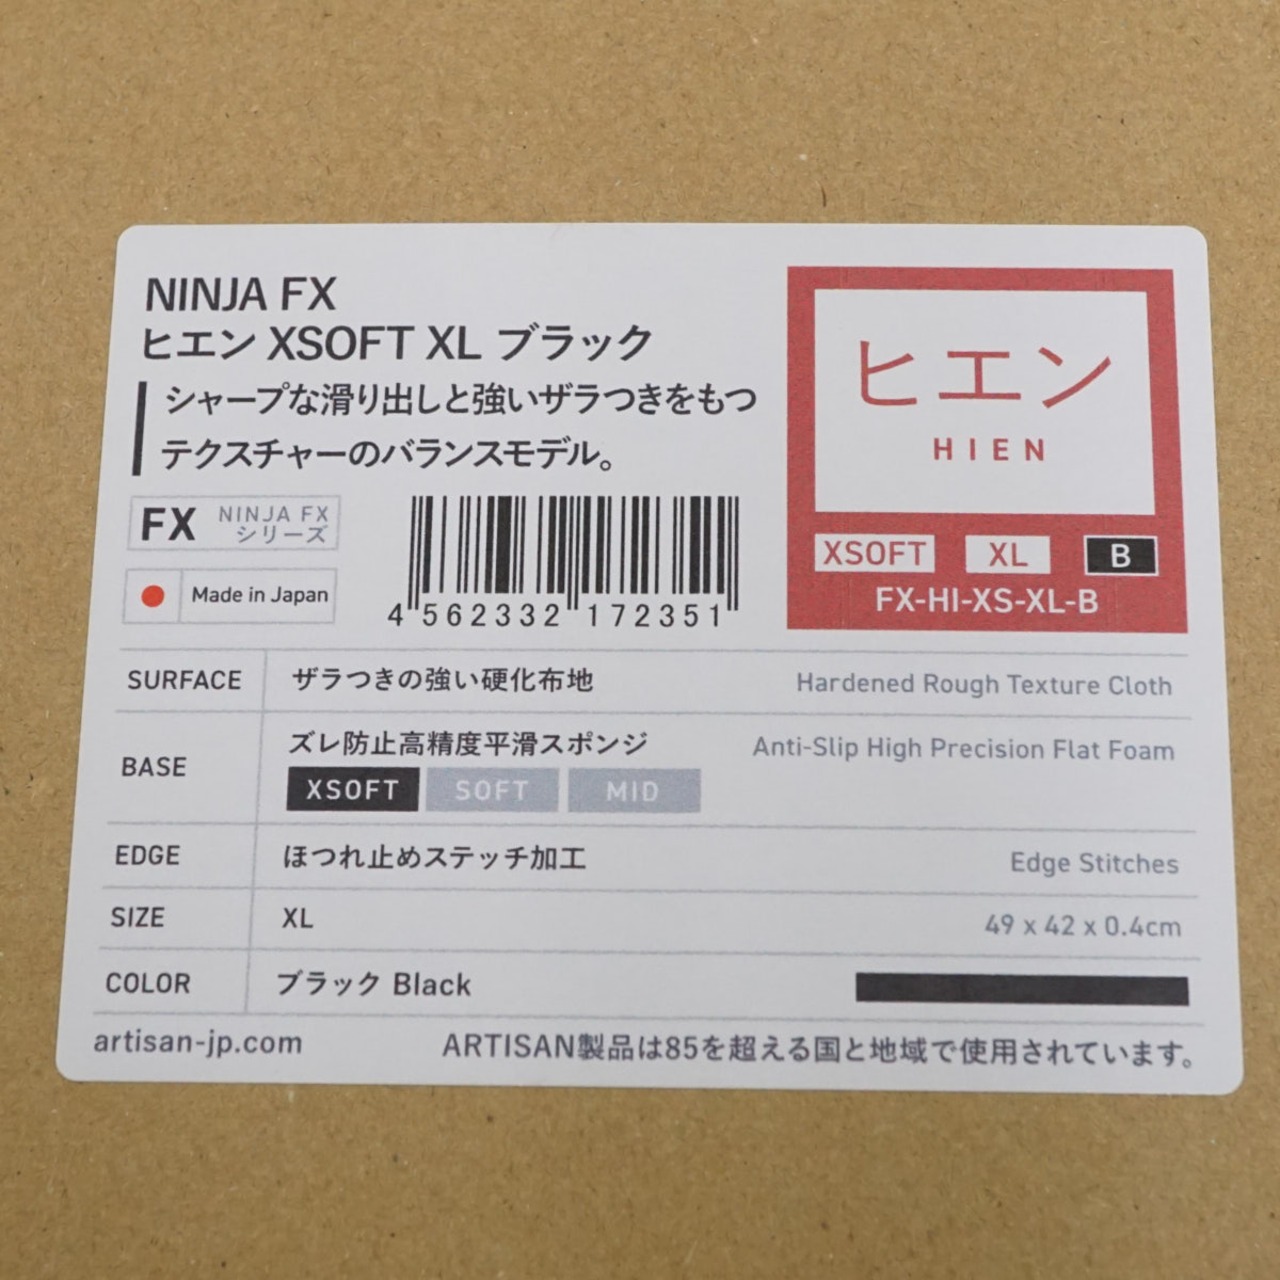 NINJA FX
ヒエン XSOFT XL ブラック
シャープな滑り出しと強いザラつきをもつ
テクスチャーのバランスモデル。
FX NINJA FX
シリーズ
Made in Japan
4 562332 172351
ヒエン
HIEN
XSOFT XL B
FX-HI-XS-XL-B
SURFACE ザラつきの強い硬化布地 Hardened Rough Texture Cloth
BASE ズレ防止高精度平滑スポンジ Anti-Slip High Precision Flat Foam
XSOFT SOFT MID
EDGE ほつれ止めステッチ加工 Edge Stitches
SIZE XL 49 x 42 x 0.4cm
COLOR ブラック Black
artisan-jp.com ARTISAN製品は85を超える国と地域で使用されています。